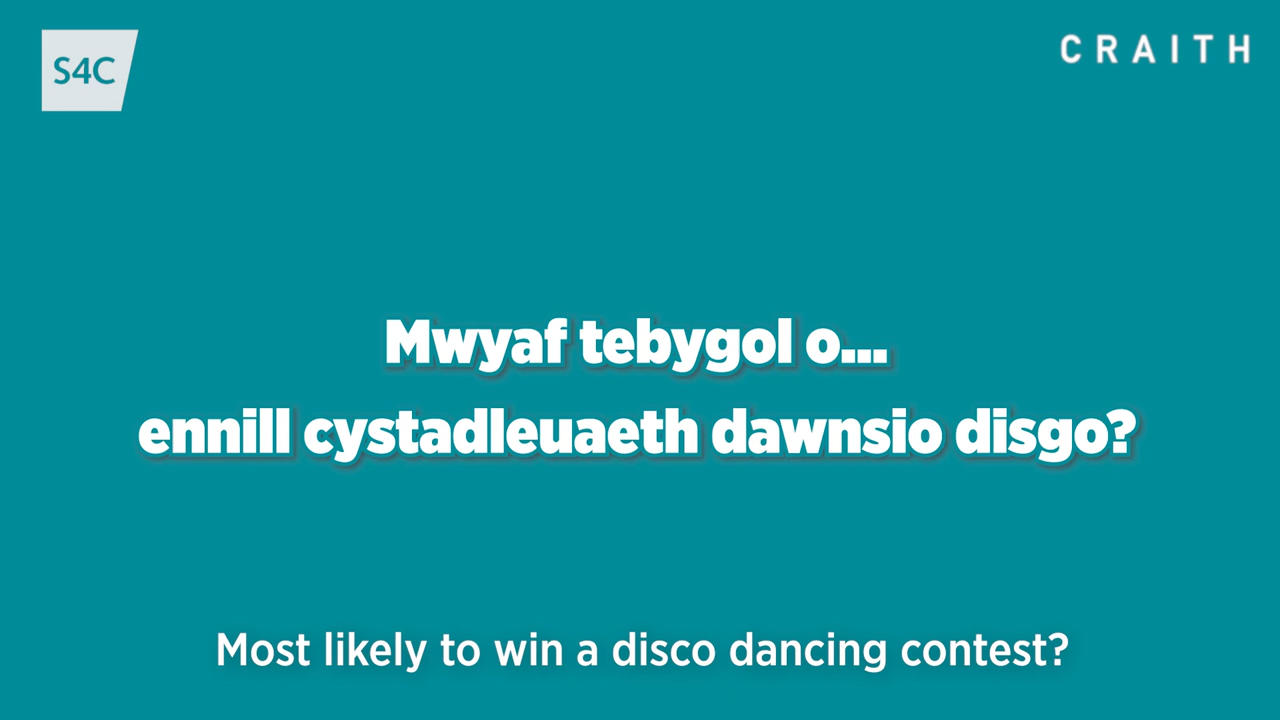 S4C
CRAITH
Mwyaf tebygol o...
ennill cystadleuaeth dawnsio disgo?
Most likely to win a disco dancing contest?